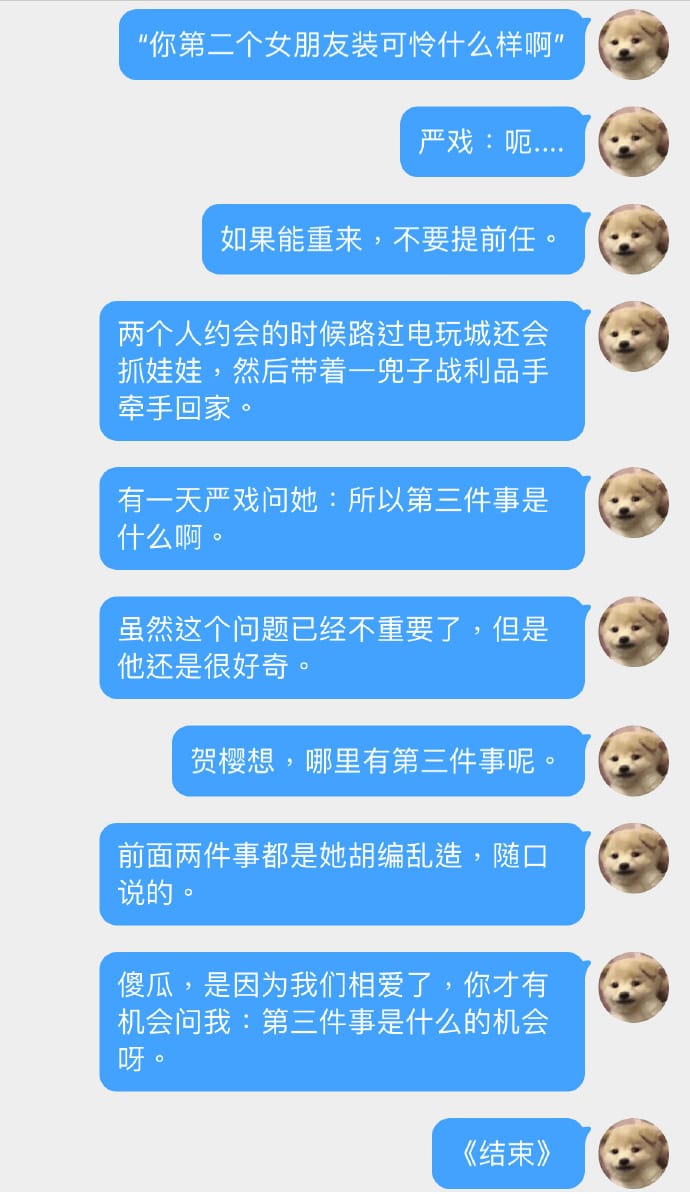 “你第二个女朋友装可怜什么样啊”
严戏：呃....
如果能重来，不要提前任。
两个人约会的时候路过电玩城还会
抓娃娃，然后带着一兜子战利品手
牵手回家。
有一天严戏问她：所以第三件事是
什么啊。
虽然这个问题已经不重要了，但是
他还是很好奇。
贺樱想，哪里有第三件事呢。
前面两件事都是她胡编乱造，随口
说的。
傻瓜，是因为我们相爱了，你才有
机会问我：第三件事是什么的机会
呀。
《结束》